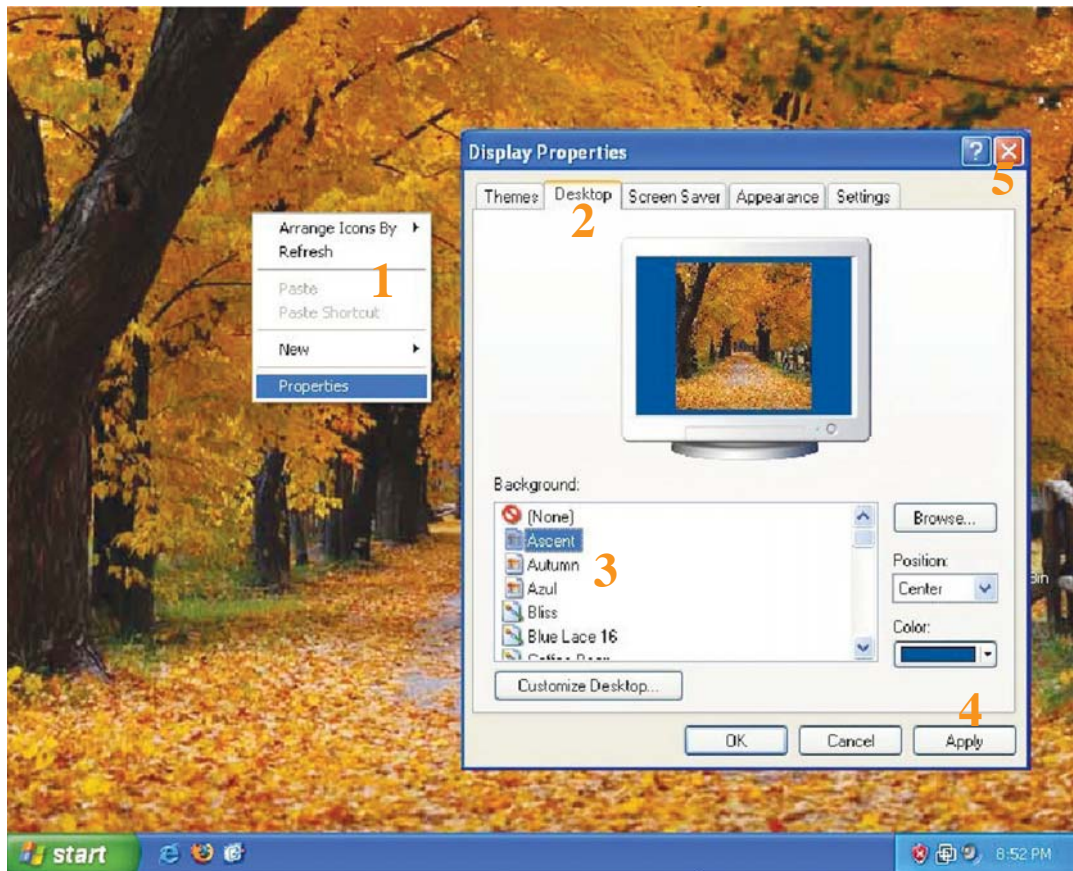 Display Properties
5
Themes
Desktop
Screen Saver
Appearance
Settings
2
Arrange Icons By
Refresh
1
Paste
Paste Shortcut
New
Properties
Background:
(None)
Ascent
Autumn
Azul
Bliss
Blue Lace 16
3
Browse...
Position:
Center
Color:
Customize Desktop...
4
OK
Cancel
Apply
start
8:52 PM